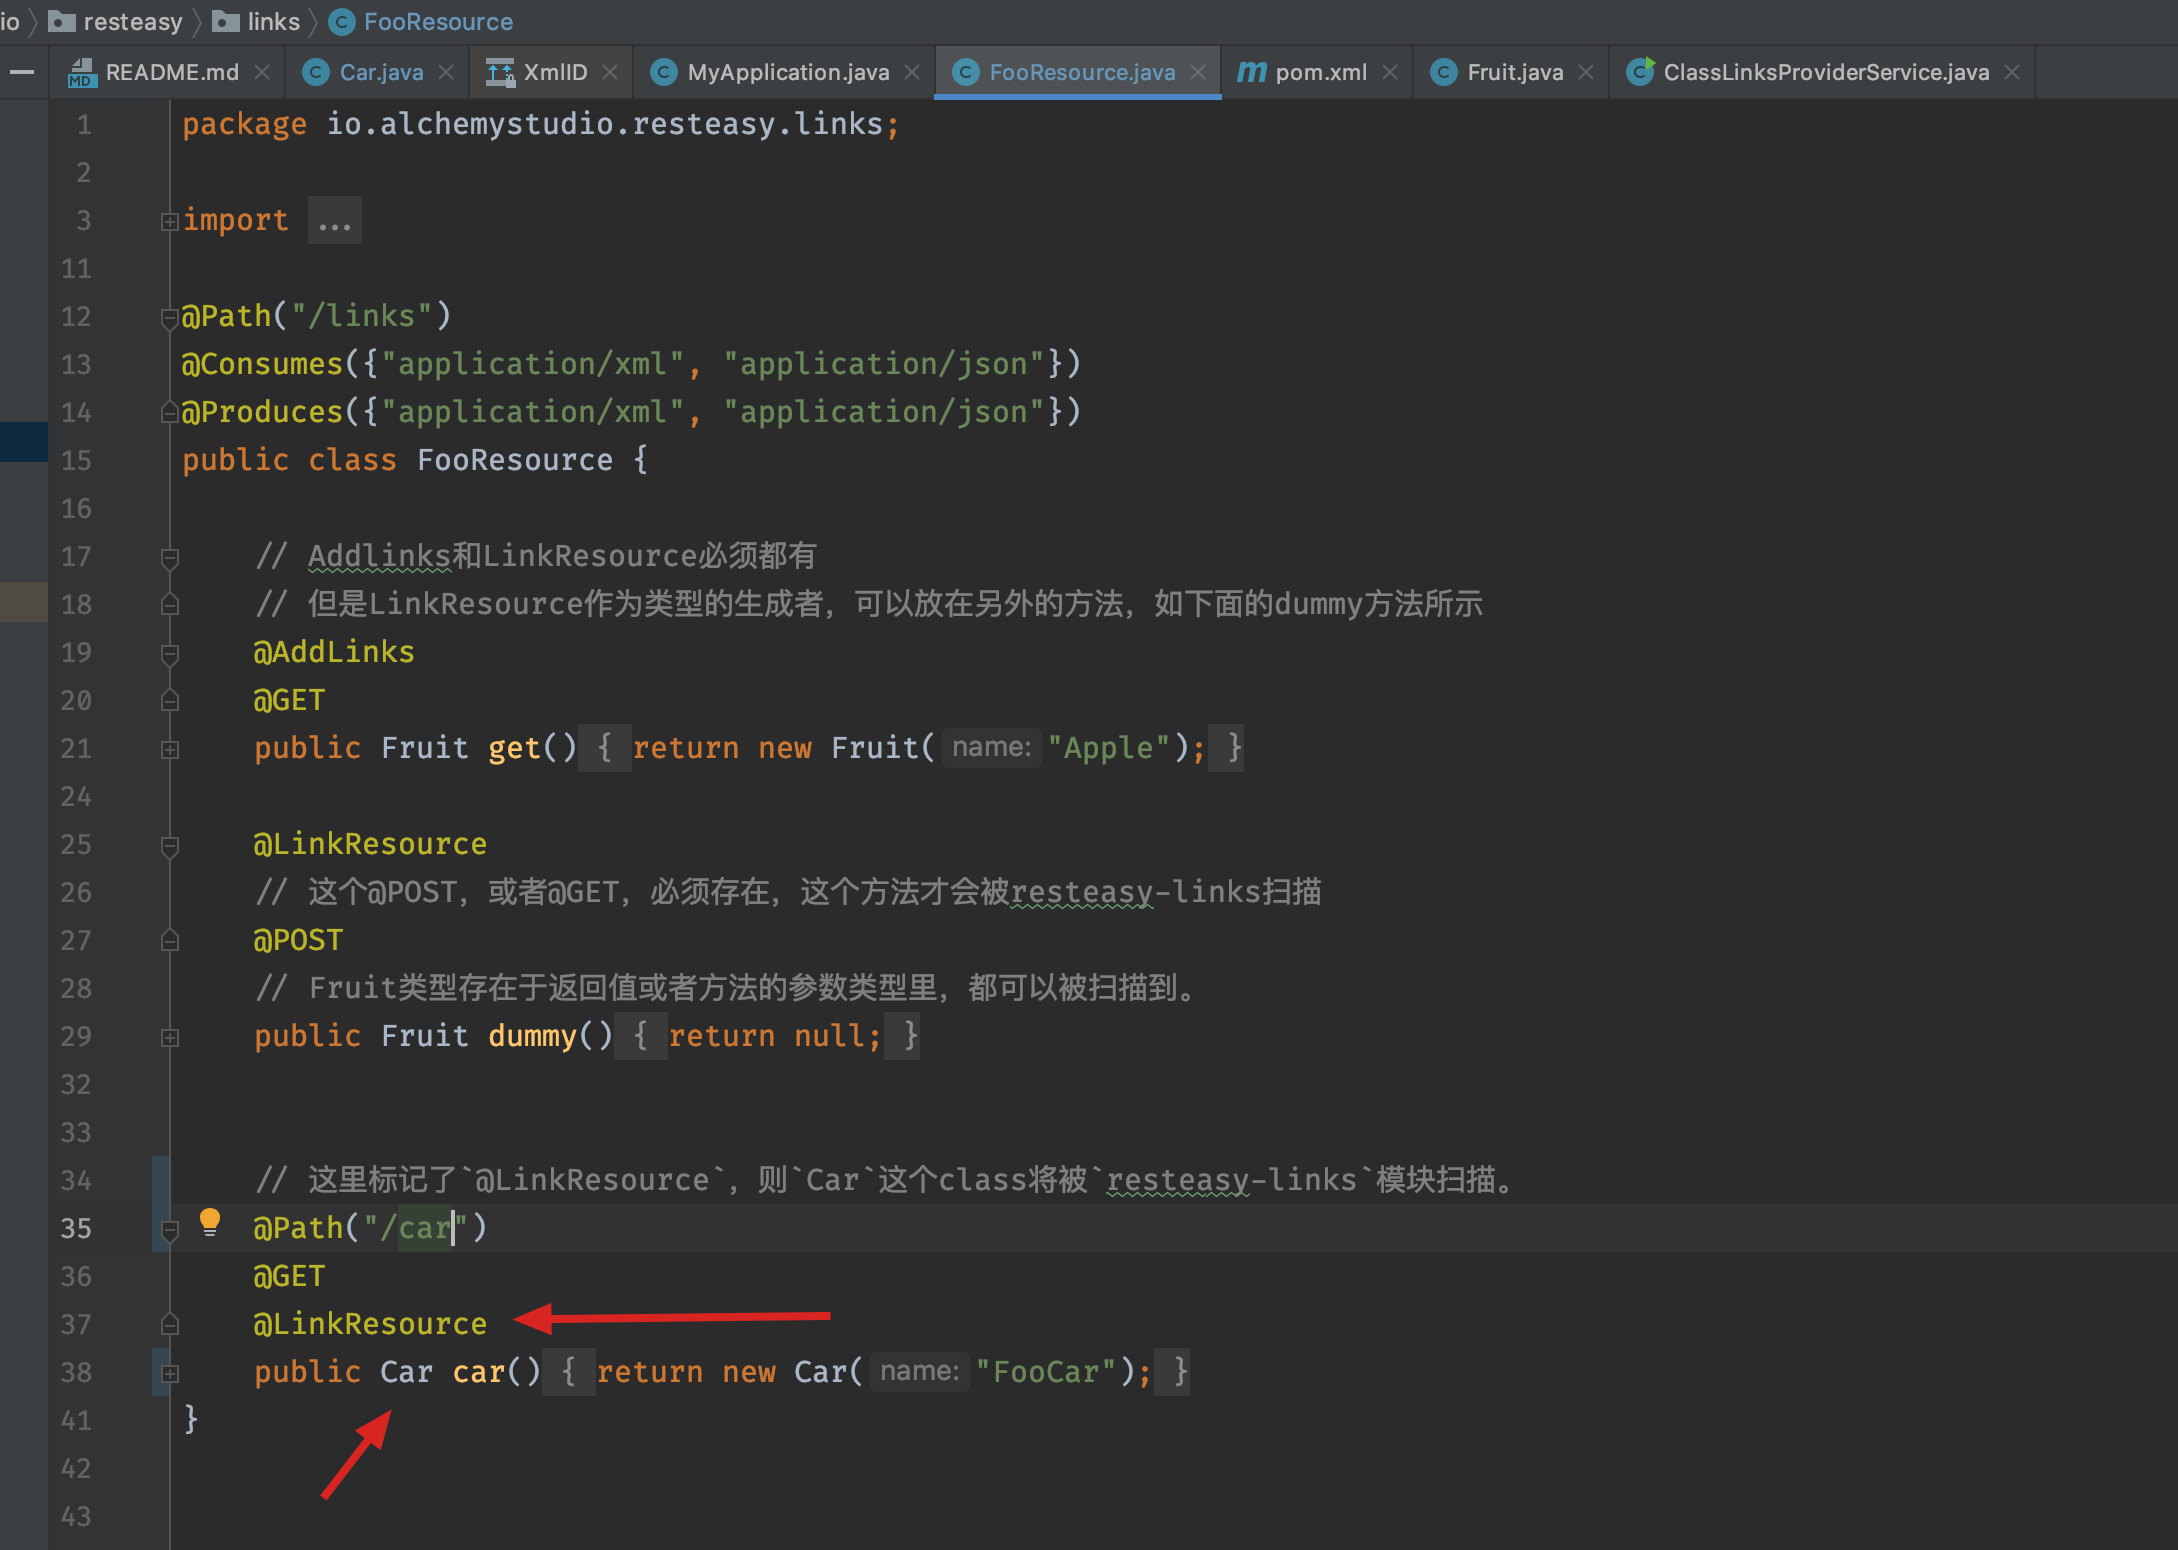 io resteasy links FooResource
README.md Car.java XmlID MyApplication.java FooResource.java pom.xml Fruit.java ClassLinksProviderService.java
1 package io.alchemystudio.resteasy.links;
2
3 import ...
11
12 @Path("/links")
13 @Consumes({"application/xml", "application/json"})
14 @Produces({"application/xml", "application/json"})
15 public class FooResource {
16
17 // Addlinks和LinkResource必须都有
18 // 但是LinkResource作为类型的生成者，可以放在另外的方法，如下面的dummy方法所示
19 @AddLinks
20 @GET
21 public Fruit get() { return new Fruit( name: "Apple"); }
24
25 @LinkResource
26 // 这个@POST，或者@GET，必须存在，这个方法才会被resteasy-links扫描
27 @POST
28 // Fruit类型存在于返回值或者方法的参数类型里，都可以被扫描到。
29 public Fruit dummy() { return null; }
32
33
34 // 这里标记了`@LinkResource`，则`Car`这个class将被`resteasy-links`模块扫描。
35 @Path("/car")
36 @GET
37 @LinkResource
38 public Car car() { return new Car( name: "FooCar"); }
41 }
42
43